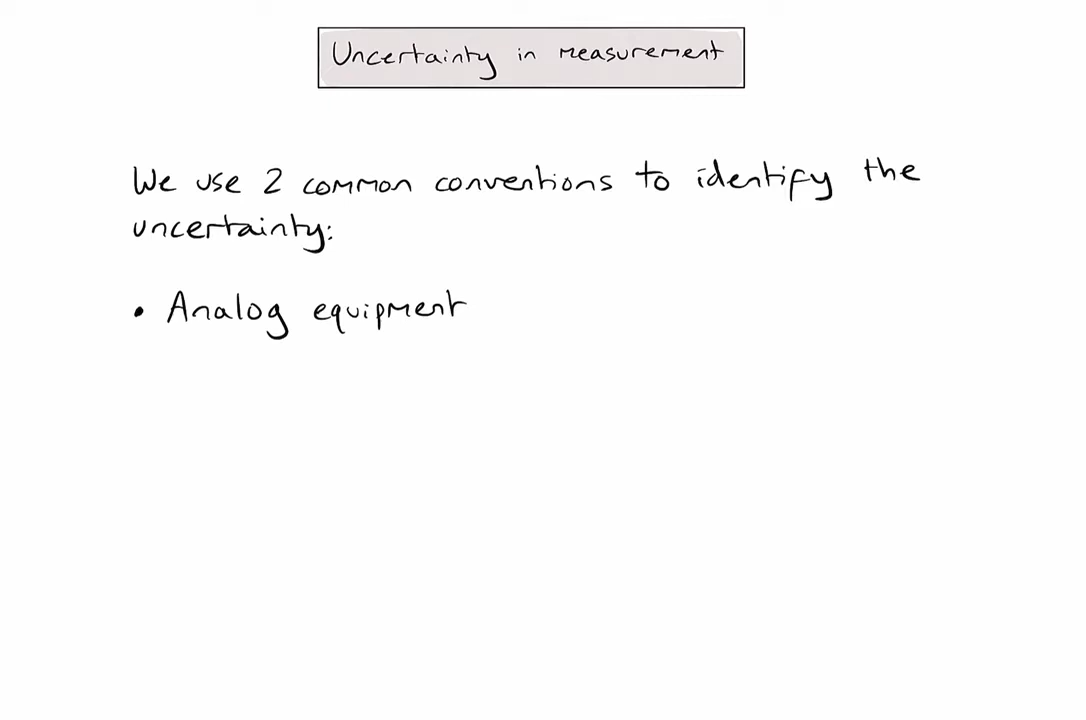 Uncertainty in measurement
We use 2 common conventions to identify the
uncertainty:
• Analog equipment